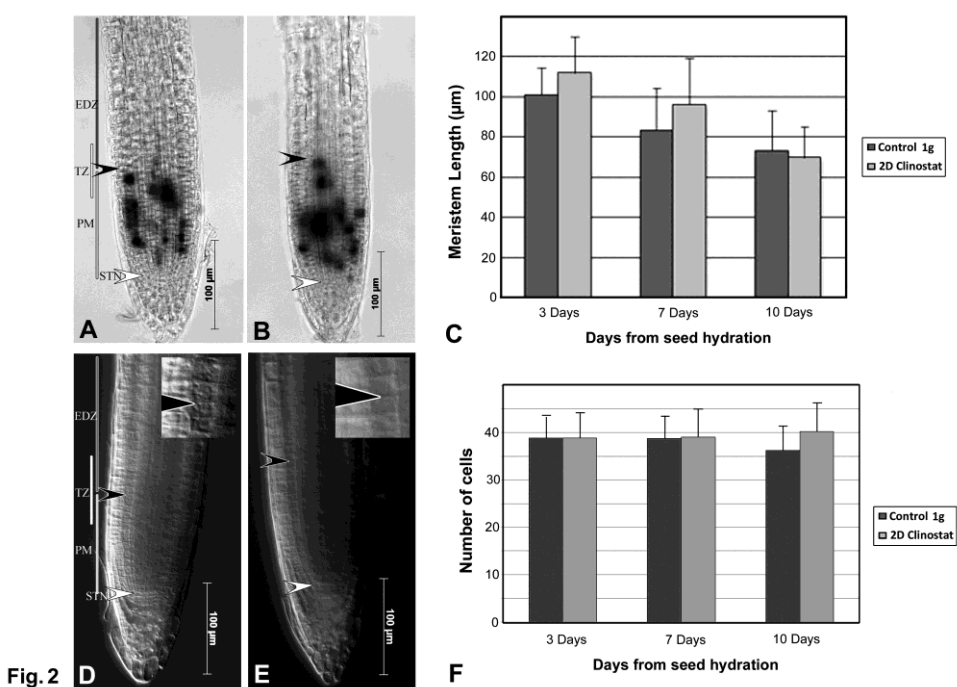 EDZ
TZ
PM
STN
100 µm
A
100 µm
B
Meristem Length (µm)
120
100
80
60
40
20
0
3 Days
7 Days
10 Days
Days from seed hydration
Control 1g
2D Clinostat
C
EDZ
TZ
PM
STN
100 µm
D
100 µm
E
Number of cells
40
30
20
10
0
3 Days
7 Days
10 Days
Days from seed hydration
Control 1g
2D Clinostat
F
Fig. 2